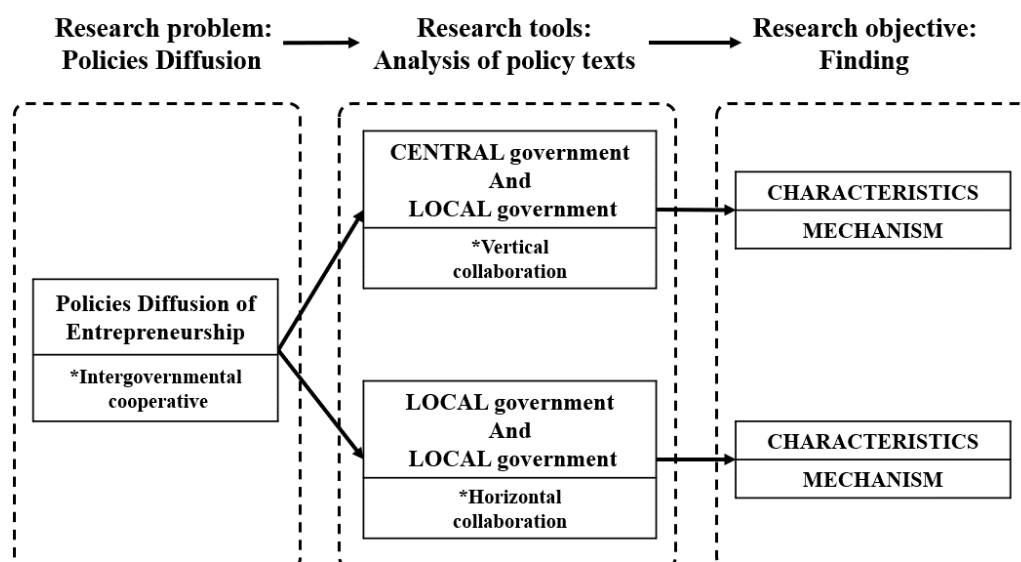 Research problem:
Policies Diffusion
Research tools:
Analysis of policy texts
Research objective:
Finding
Policies Diffusion of
Entrepreneurship
*Intergovernmental
cooperative
CENTRAL government
And
LOCAL government
*Vertical
collaboration
LOCAL government
And
LOCAL government
*Horizontal
collaboration
CHARACTERISTICS
MECHANISM
CHARACTERISTICS
MECHANISM